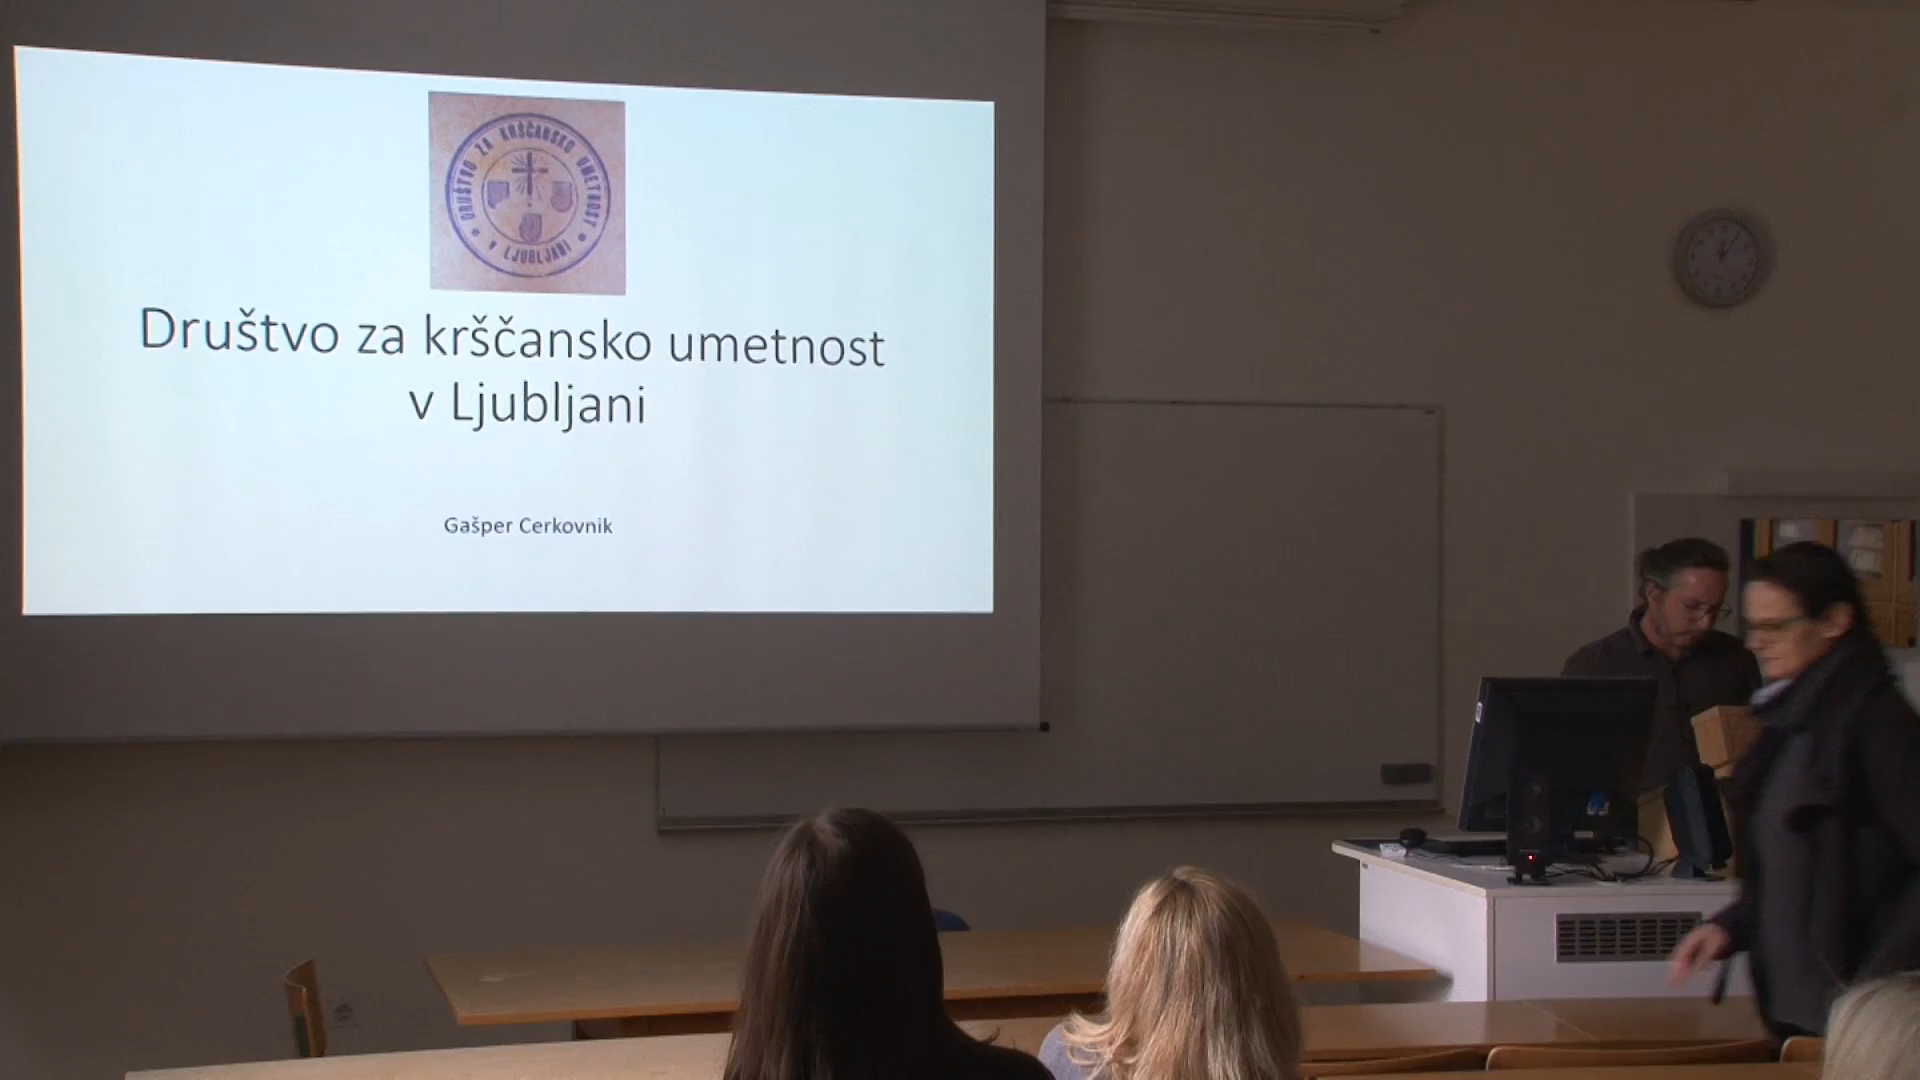 DRUŠTVO ZA KRŠČANSKO UMETNOST
V LJUBLJANI
Društvo za krščansko umetnost
v Ljubljani
Gašper Cerkovnik